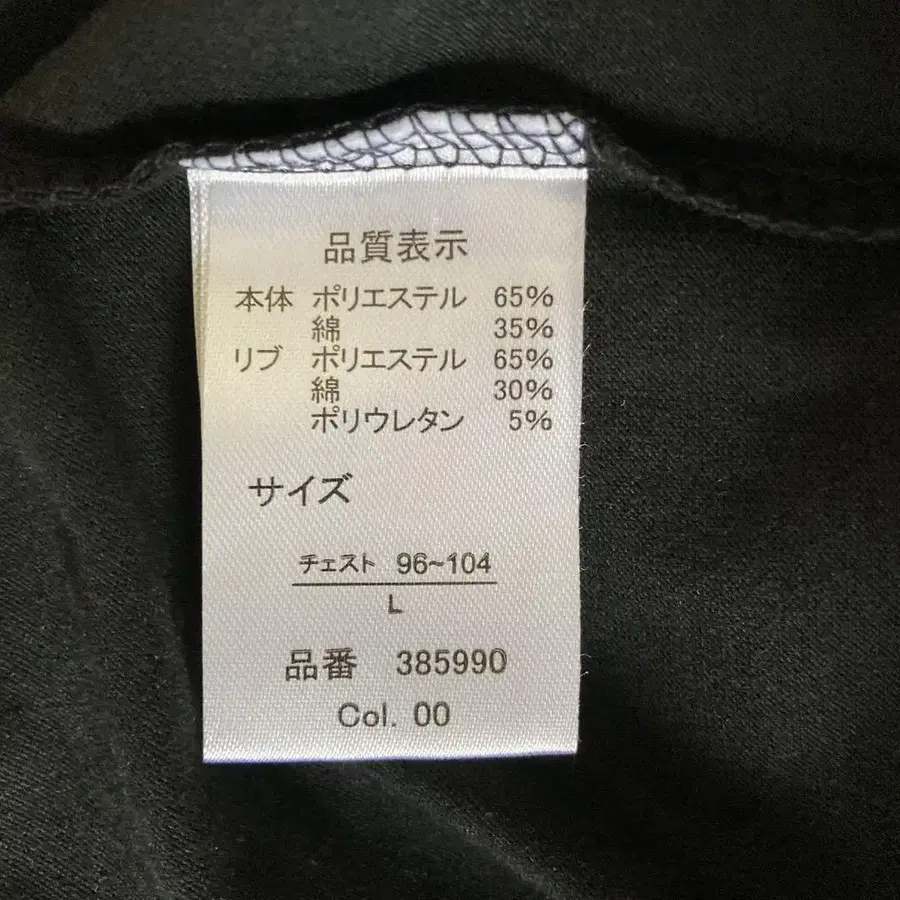 品質表示
本体 ポリエステル 65%
綿 35%
リブ ポリエステル 65%
綿 30%
ポリウレタン 5%
サイズ
チェスト 96~104
L
品番 385990
Col. 00